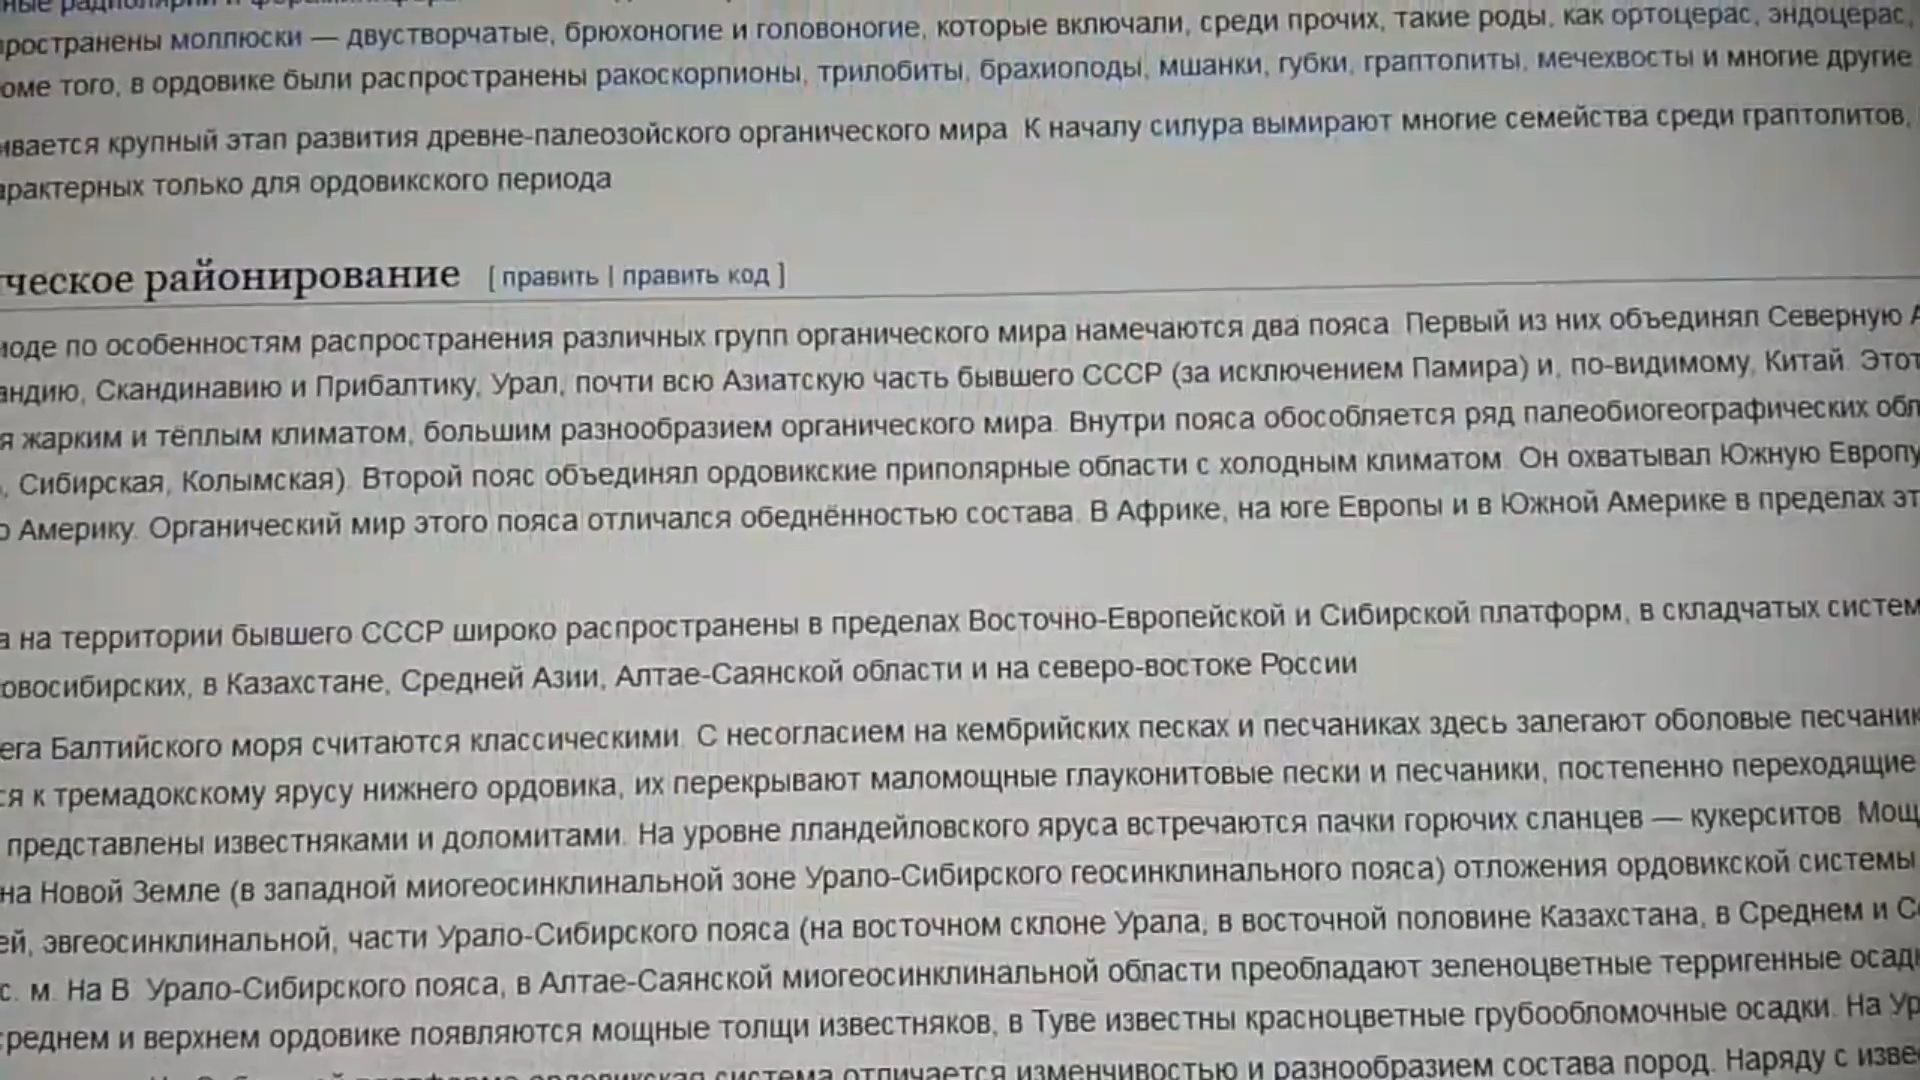 пространены моллюски — двустворчатые, брюхоногие и головоногие, которые включали, среди прочих, такие роды, как ортоцерас, эндоцерас,
оме того, в ордовике были распространены ракоскорпионы, трилобиты, брахиоподы, мшанки, губки, граптолиты, мечехвосты и многие другие
ивается крупный этап развития древне-палеозойского органического мира. К началу силура вымирают многие семейства среди граптолитов,
арактерных только для ордовикского периода
ческое районирование [ править | править код ]
иоде по особенностям распространения различных групп органического мира намечаются два пояса. Первый из них объединял Северную А
андию, Скандинавию и Прибалтику, Урал, почти всю Азиатскую часть бывшего СССР (за исключением Памира) и, по-видимому, Китай. Этот
я жарким и тёплым климатом, большим разнообразием органического мира. Внутри пояса обособляется ряд палеобиогеографических обл
, Сибирская, Колымская). Второй пояс объединял ордовикские приполярные области с холодным климатом. Он охватывал Южную Европу
ю Америку. Органический мир этого пояса отличался обеднённостью состава. В Африке, на юге Европы и в Южной Америке в пределах эт
а на территории бывшего СССР широко распространены в пределах Восточно-Европейской и Сибирской платформ, в складчатых систем
овосибирских, в Казахстане, Средней Азии, Алтае-Саянской области и на северо-востоке России
ега Балтийского моря считаются классическими. С несогласием на кембрийских песках и песчаниках здесь залегают оболовые песчаник
ся к тремадокскому ярусу нижнего ордовика, их перекрывают маломощные глауконитовые пески и песчаники, постепенно переходящие
представлены известняками и доломитами. На уровне лландейловского яруса встречаются пачки горючих сланцев — кукерситов. Мощ
на Новой Земле (в западной миогеосинклинальной зоне Урало-Сибирского геосинклинального пояса) отложения ордовикской системы
ей, эвгеосинклинальной, части Урало-Сибирского пояса (на восточном склоне Урала, в восточной половине Казахстана, в Среднем и С
с. м. На В. Урало-Сибирского пояса, в Алтае-Саянской миогеосинклинальной области преобладают зеленоцветные терригенные осадк
среднем и верхнем ордовике появляются мощные толщи известняков, в Туве известны красноцветные грубообломочные осадки. На Ур
ордовикская система отличается изменчивостью и разнообразием состава пород. Наряду с изве